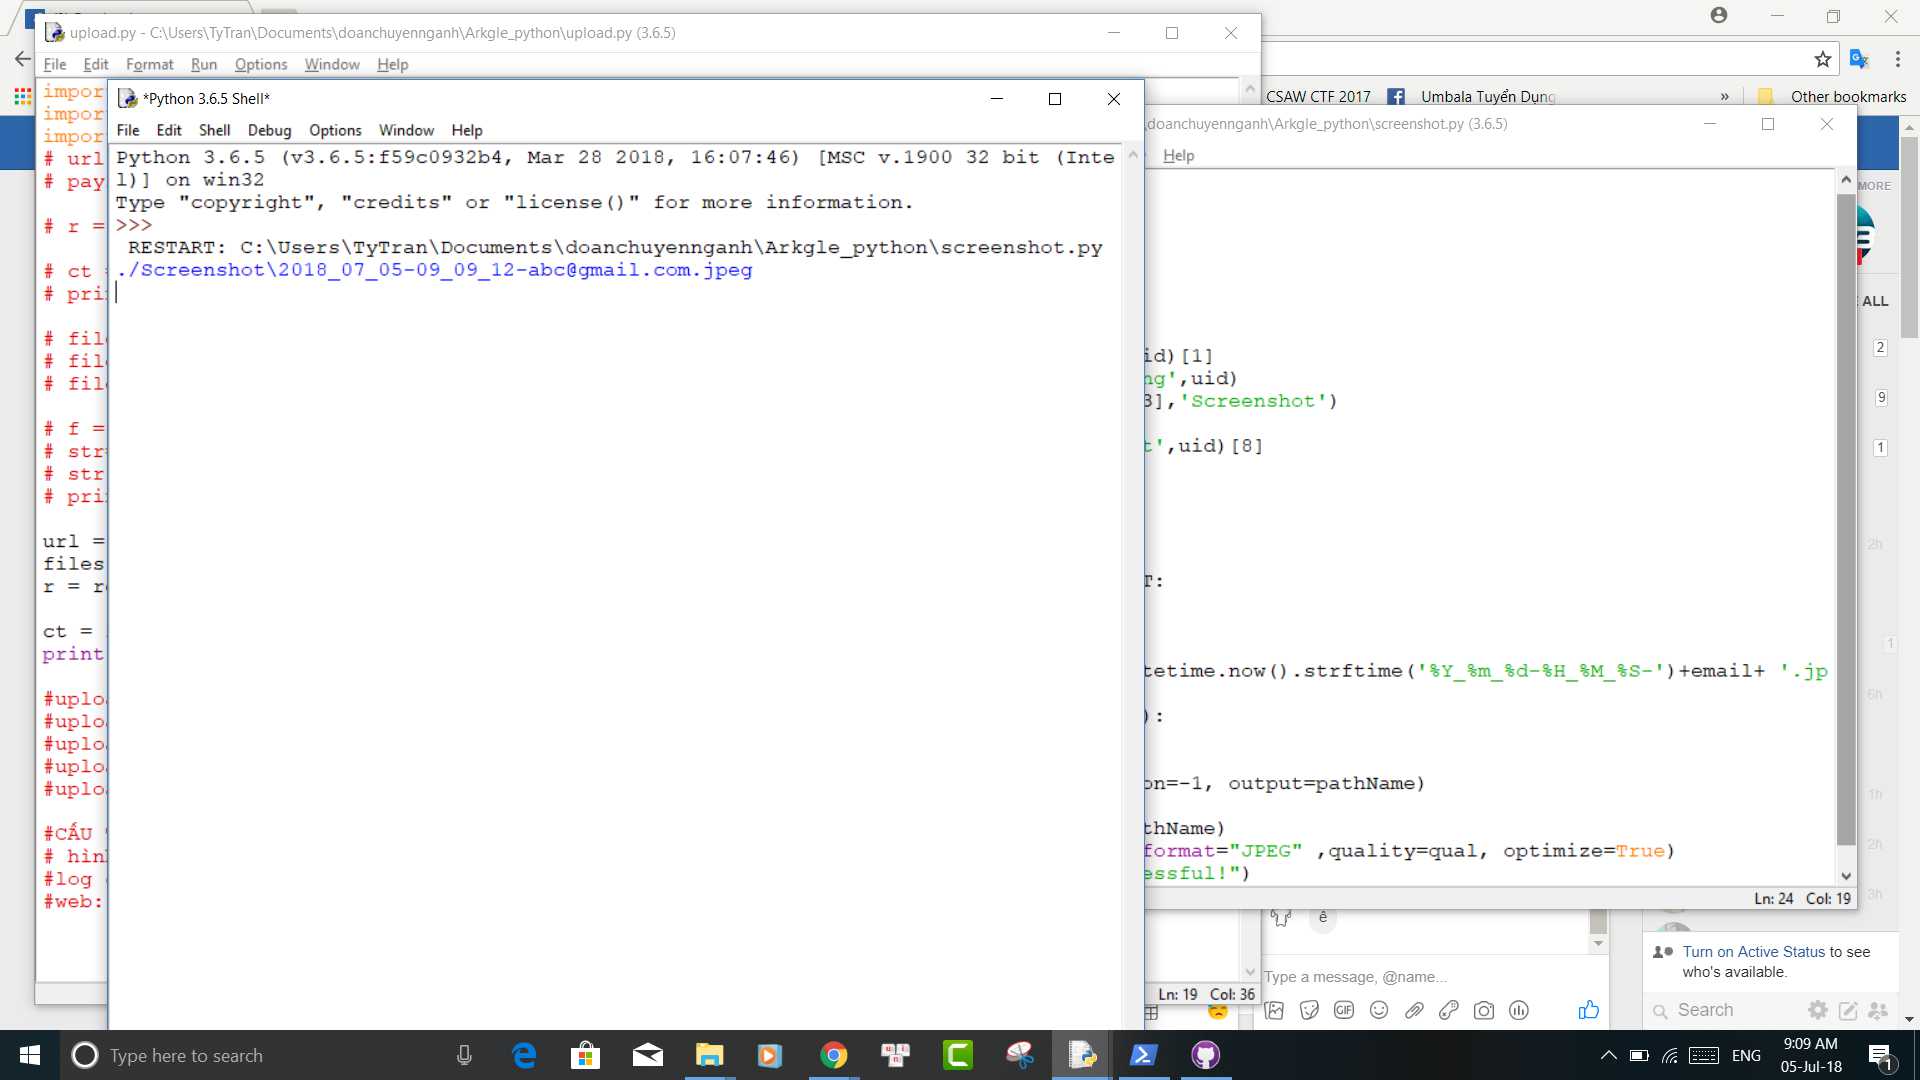 upload.py - C:\Users\TyTran\Documents\doanchuyennganh\Arkgle_python\upload.py (3.6.5)
File Edit Format Run Options Window Help
impor
impor
impor
# url
# pay
# r =
# ct
# pri
# fil
# fil
# fil
# f =
# str
# str
# pri
url =
files
r = r
ct =
print
#uplo
#uplo
#uplo
#uplo
#uplo
#CẤU
# hìn
#log
#web:
Ln: 19 Col: 36
*Python 3.6.5 Shell*
File Edit Shell Debug Options Window Help
Python 3.6.5 (v3.6.5:f59c0932b4, Mar 28 2018, 16:07:46) [MSC v.1900 32 bit (Inte
l)] on win32
Type "copyright", "credits" or "license()" for more information.
>>>
RESTART: C:\Users\TyTran\Documents\doanchuyennganh\Arkgle_python\screenshot.py
./Screenshot\2018_07_05-09_09_12-abc@gmail.com.jpeg
CSAW CTF 2017 Umbala Tuyển Dụng » Other bookmarks
\doanchuyennganh\Arkgle_python\screenshot.py (3.6.5)
Help
id)[1]
ng',uid)
3],'Screenshot')
t',uid)[8]
T:
tetime.now().strftime('%Y_%m_%d-%H_%M_%S-')+email+ '.jp
):
on=-1, output=pathName)
thName)
format="JPEG" ,quality=qual, optimize=True)
essful!")
Ln: 24 Col: 19
MORE
ALL
2
9
1
2h
1
6h
1h
2h
3h
ê
Type a message, @name...
GIF
Turn on Active Status to see
who's available.
Search
Type here to search
ENG
9:09 AM
05-Jul-18
1